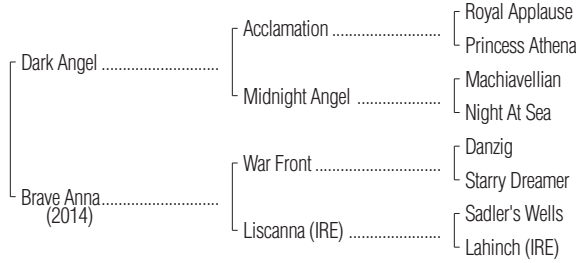 Royal Applause
Acclamation ..............................
Princess Athena
Dark Angel ................................
Machiavellian
Midnight Angel .......................
Night At Sea
Danzig
War Front ...................................
Starry Dreamer
Brave Anna................................
(2014)
Sadler's Wells
Liscanna (IRE) .........................
Lahinch (IRE)